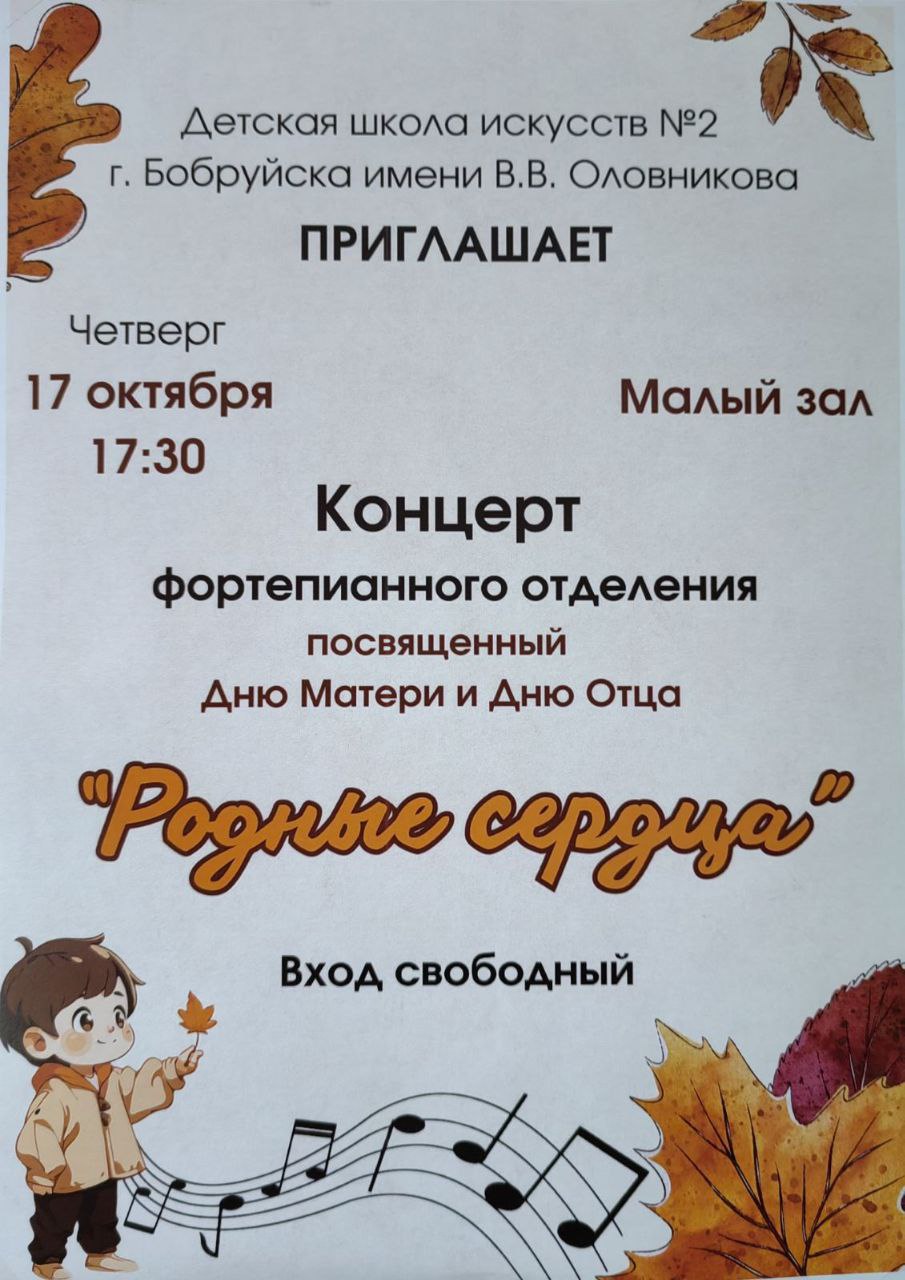 Детская школа искусств №2
г. Бобруйска имени В.В. Оловникова
ПРИГЛАШАЕТ
Четверг
17 октября
17:30
Малый зал
Концерт
фортепианного отделения
посвященный
Дню Матери и Дню Отца
"Родные сердца"
Вход свободный